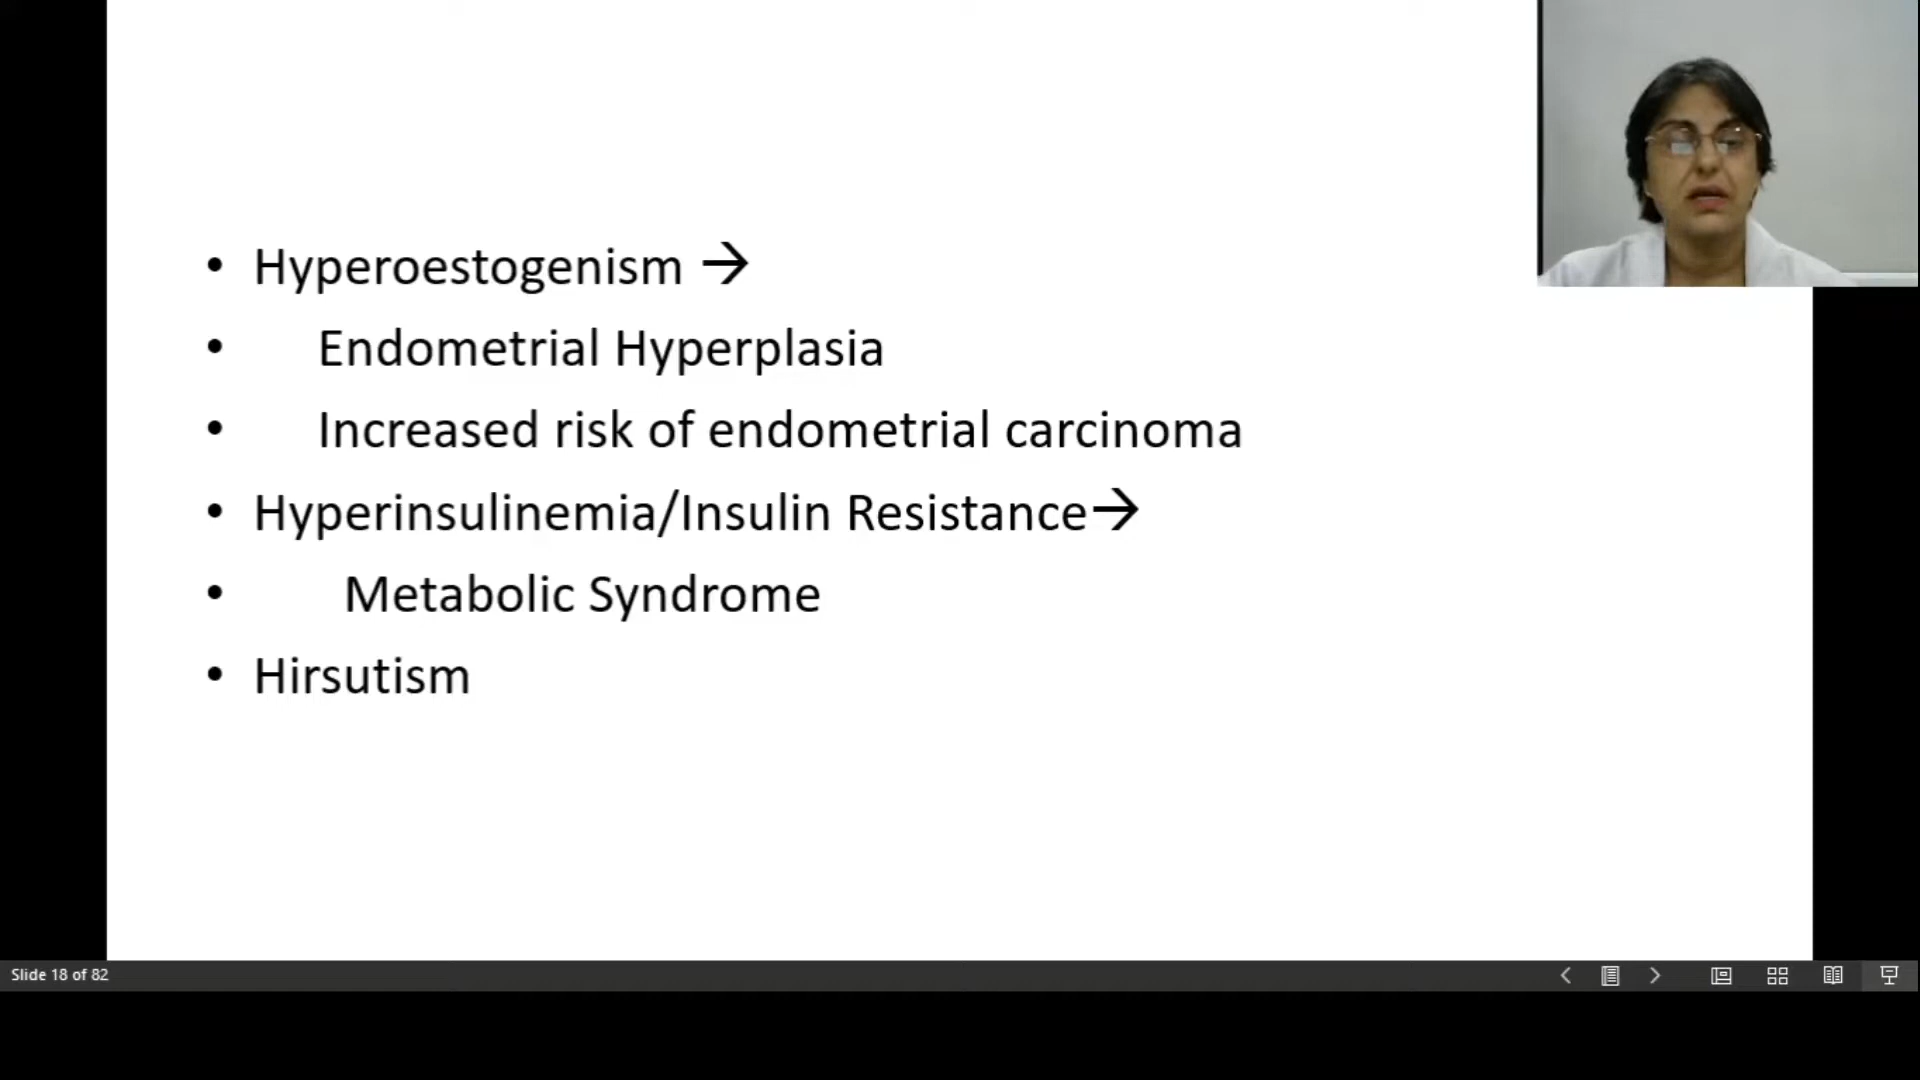 • Hyperoestogenism →
• Endometrial Hyperplasia
• Increased risk of endometrial carcinoma
• Hyperinsulinemia/Insulin Resistance→
• Metabolic Syndrome
• Hirsutism
Slide 18 of 82